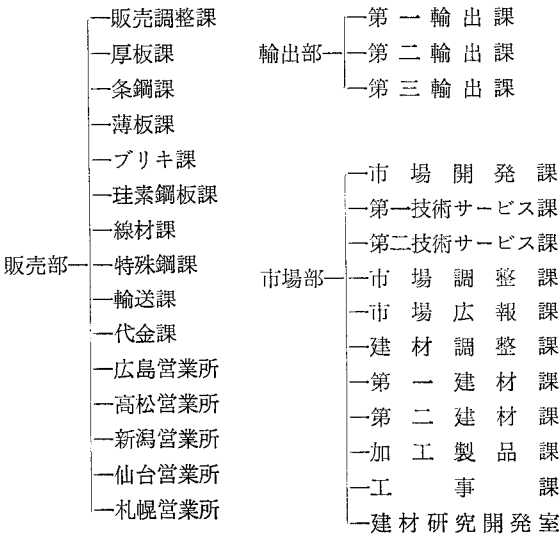 販売部
販売調整課
厚板課
条鋼課
薄板課
ブリキ課
珪素鋼板課
線材課
特殊鋼課
輸送課
代金課
広島営業所
高松営業所
新潟営業所
仙台営業所
札幌営業所
輸出部
第一輸出課
第二輸出課
第三輸出課
市場部
市場開発課
第一技術サービス課
第二技術サービス課
市場調整課
市場広報課
建材調整課
第一建材課
第二建材課
加工製品課
工事課
建材研究開発室